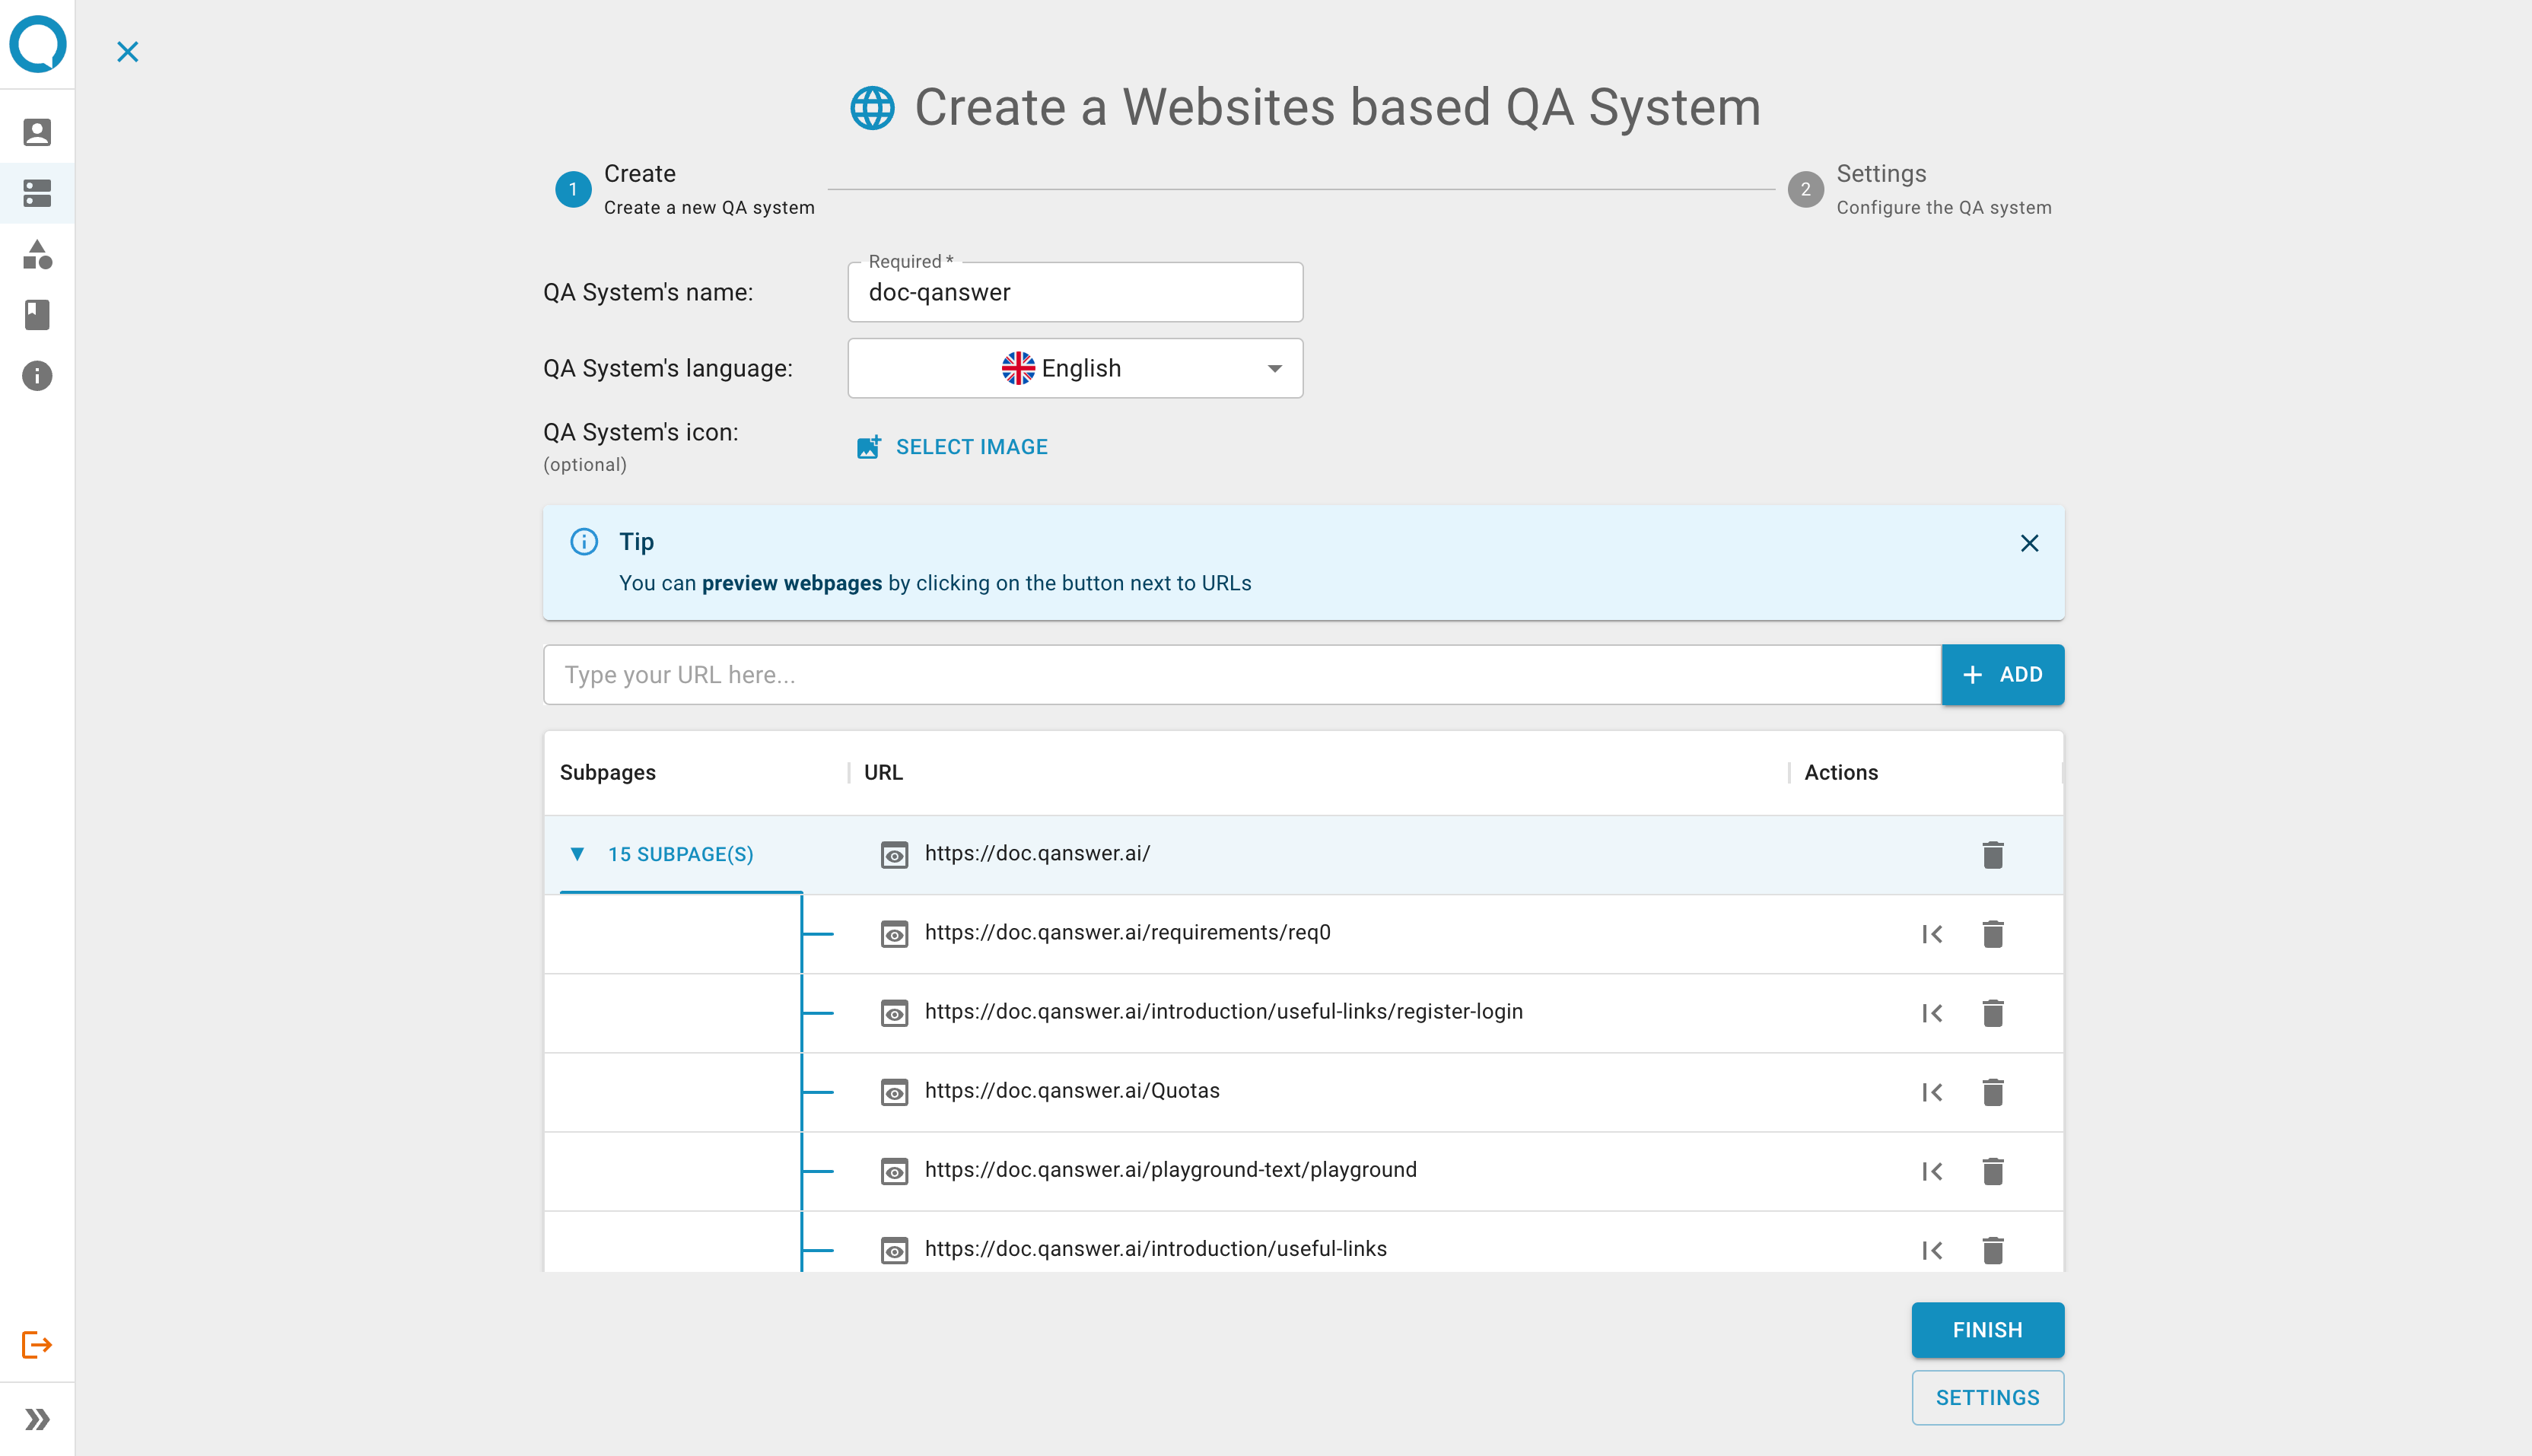 Create a Websites based QA System
1
Create
Create a new QA system
2
Settings
Configure the QA system
QA System's name:
Required *
doc-qanswer
QA System's language:
English
QA System's icon:
(optional)
SELECT IMAGE
Tip
You can preview webpages by clicking on the button next to URLs
Type your URL here...
+ ADD
Subpages URL Actions
15 SUBPAGE(S) https://doc.qanswer.ai/
https://doc.qanswer.ai/requirements/req0
https://doc.qanswer.ai/introduction/useful-links/register-login
https://doc.qanswer.ai/Quotas
https://doc.qanswer.ai/playground-text/playground
https://doc.qanswer.ai/introduction/useful-links
FINISH
SETTINGS